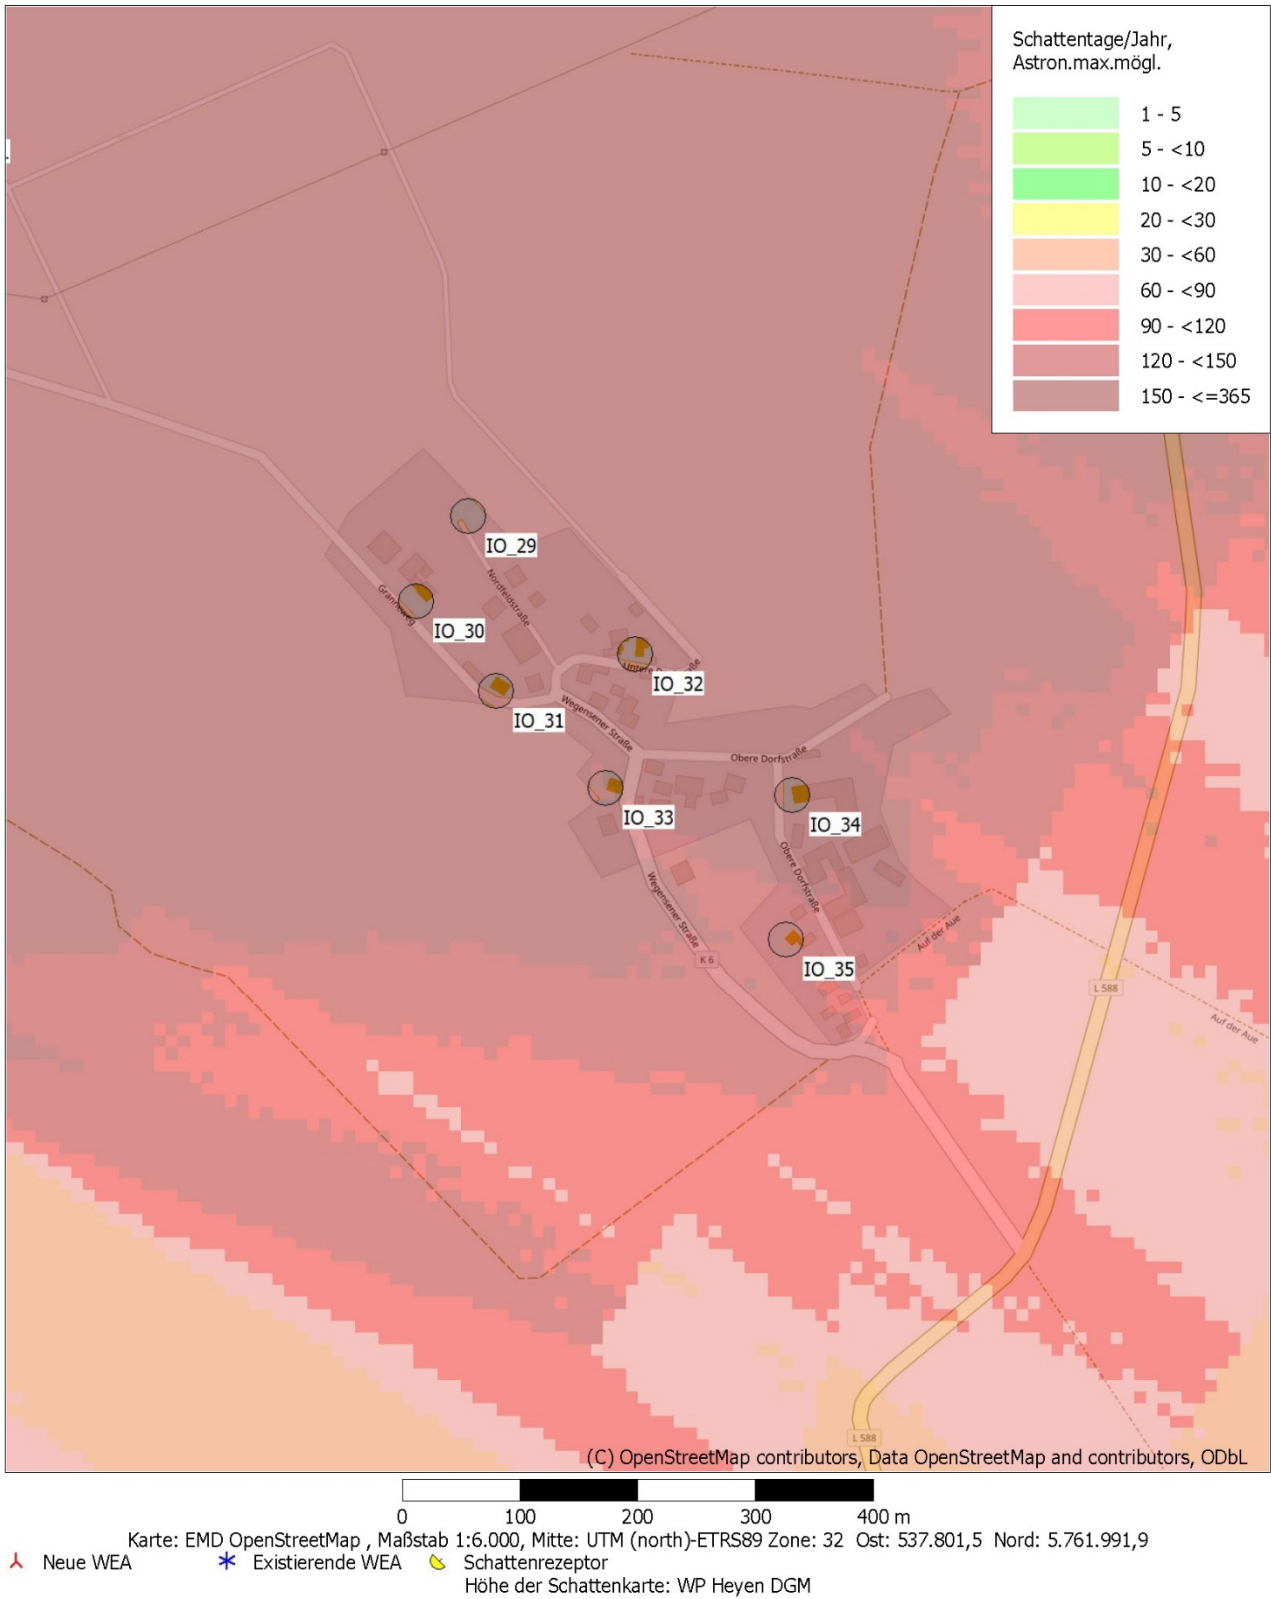 Schattentage/Jahr,
Astron.max.mögl.
1 - 5
5 - <10
10 - <20
20 - <30
30 - <60
60 - <90
90 - <120
120 - <150
150 - <=365
IO_29
Nordfeldstraße
Granneweg
IO_30
IO_32
IO_31
Wegensener Straße
Obere Dorfstraße
IO_33
IO_34
Obere Dorfstraße
Wegensener Straße
Auf der Aue
K 6
IO_35
L 588
Auf der Aue
L 588
(C) OpenStreetMap contributors, Data OpenStreetMap and contributors, ODbL
0 100 200 300 400 m
Karte: EMD OpenStreetMap , Maßstab 1:6.000, Mitte: UTM (north)-ETRS89 Zone: 32 Ost: 537.801,5 Nord: 5.761.991,9
Neue WEA Existierende WEA Schattenrezeptor
Höhe der Schattenkarte: WP Heyen DGM